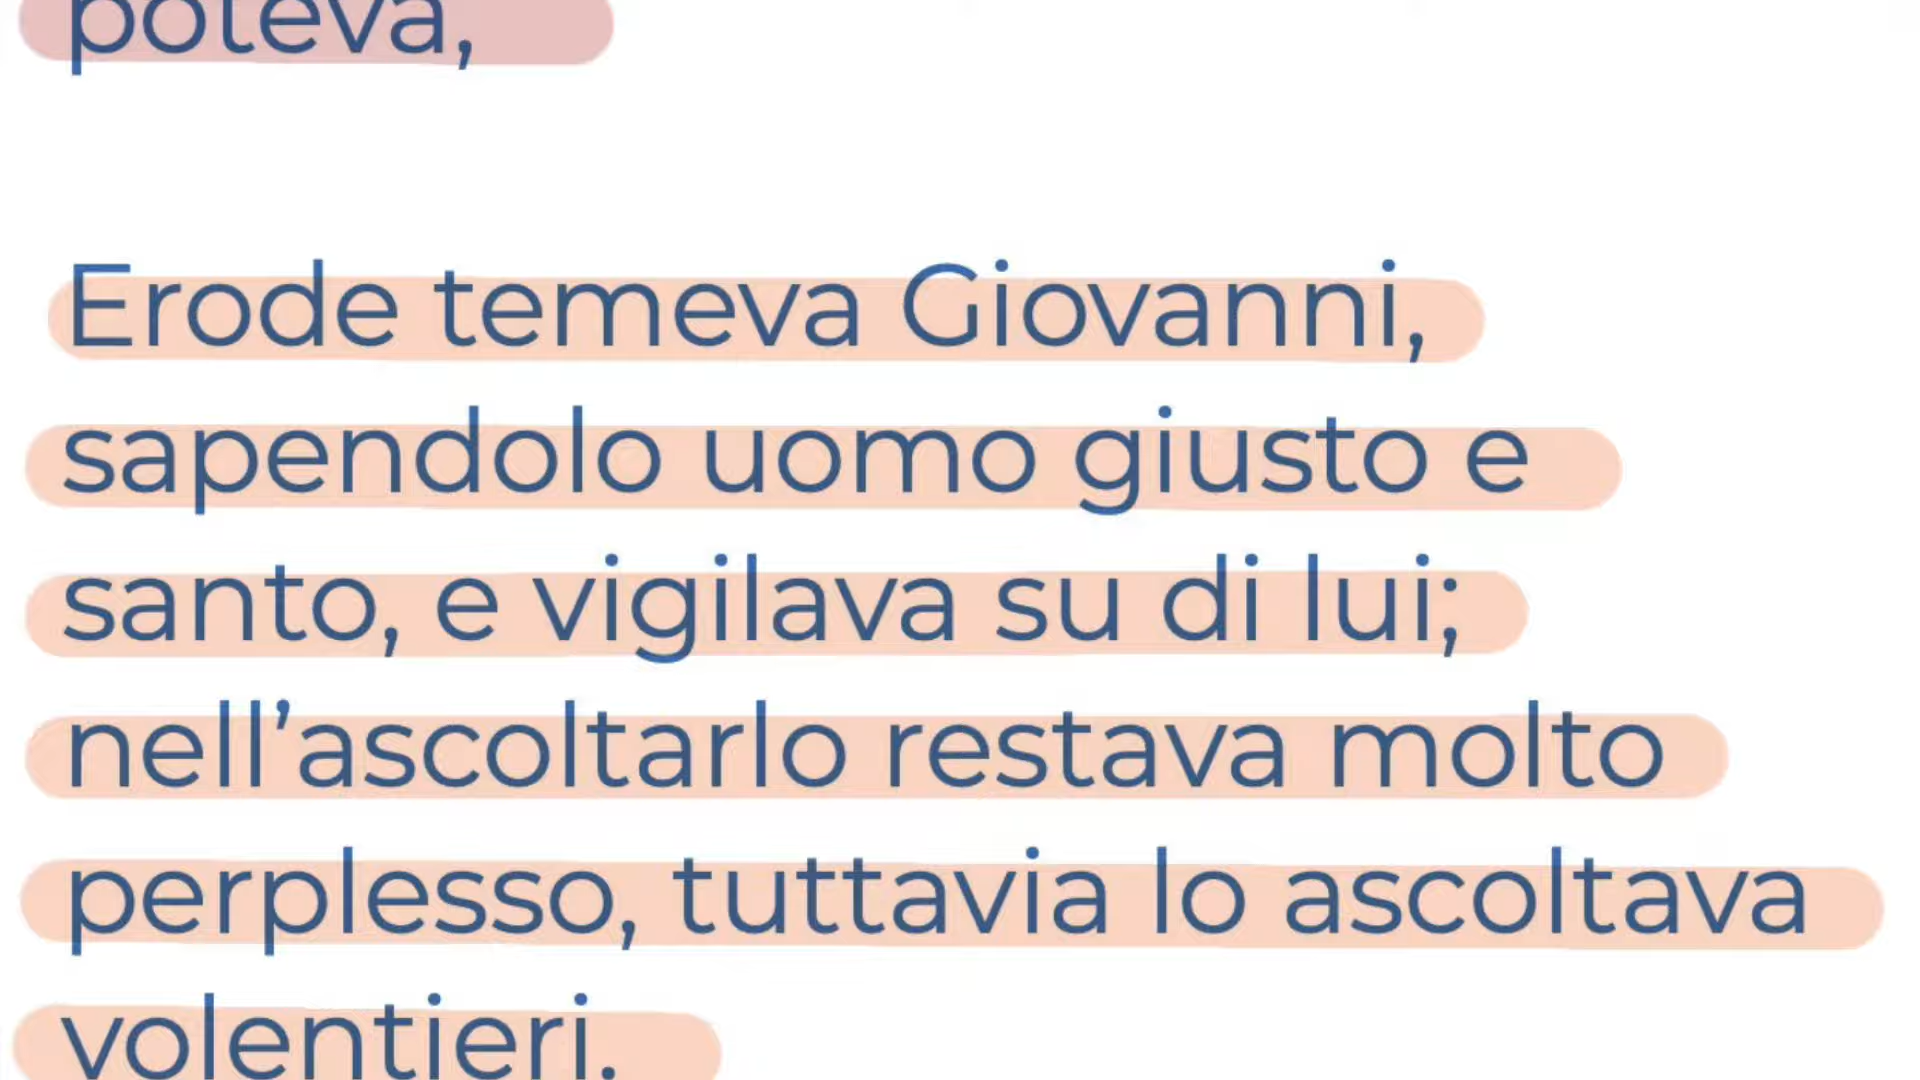 poteva,
Erode temeva Giovanni,
sapendolo uomo giusto e
santo, e vigilava su di lui;
nell’ascoltarlo restava molto
perplesso, tuttavia lo ascoltava
volentieri.